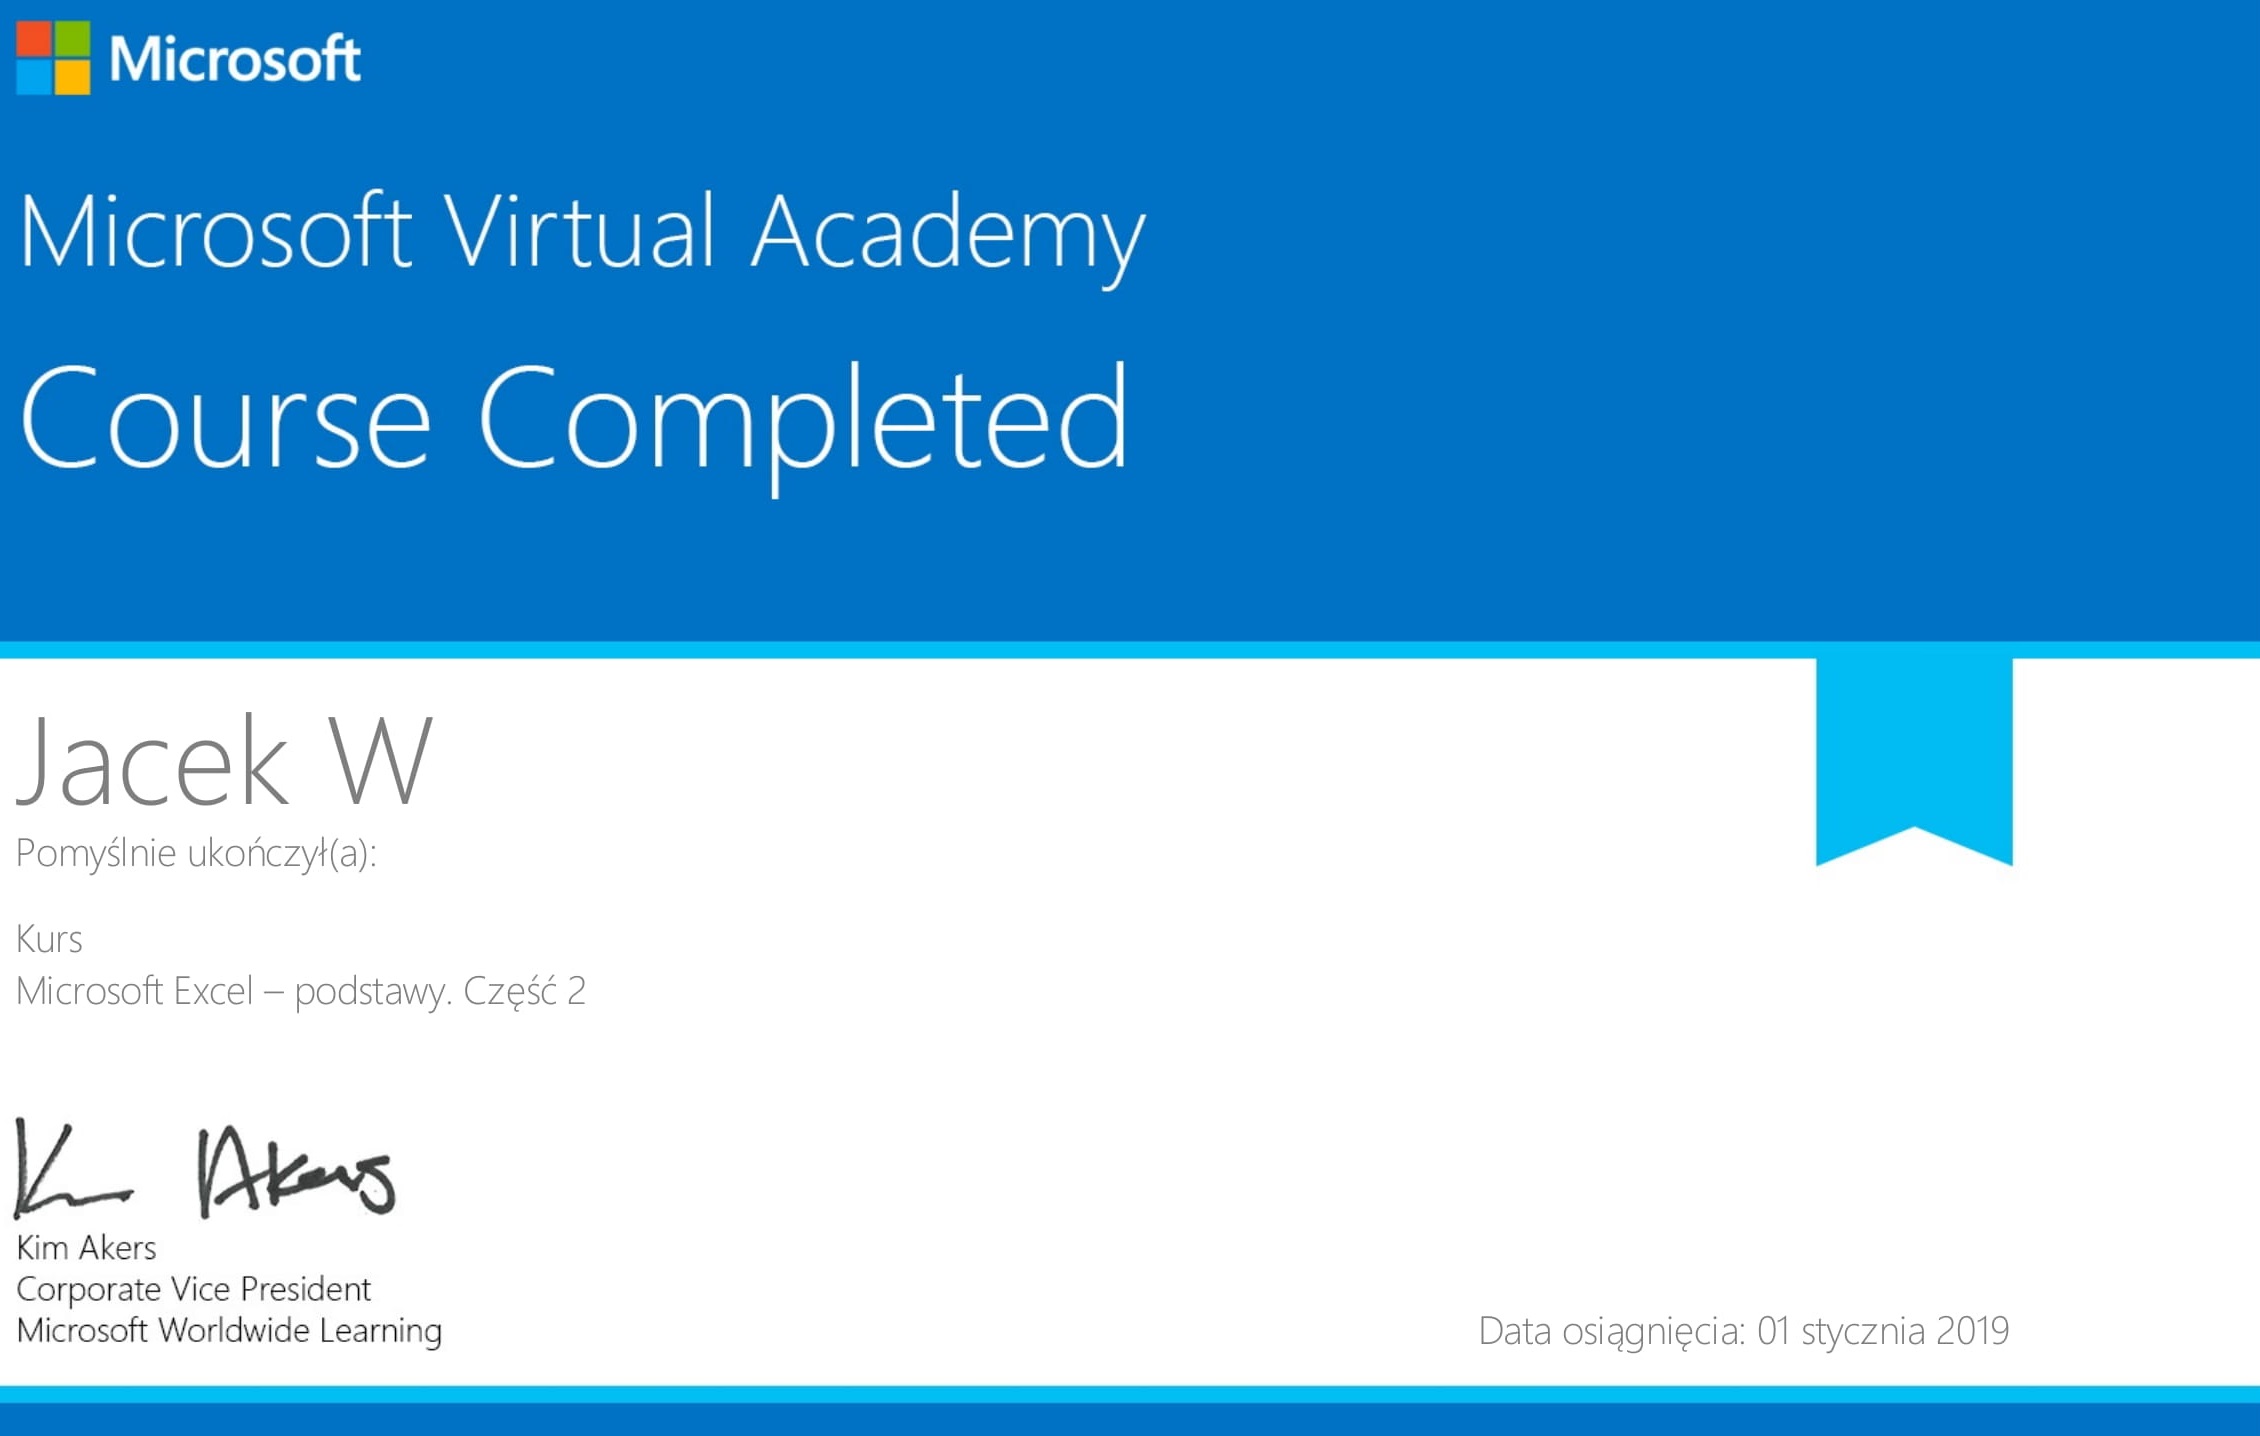 Microsoft
Microsoft Virtual Academy
Course Completed
Jacek W
Pomyślnie ukończył(a):
Kurs
Microsoft Excel – podstawy. Część 2
Kim Akers
Kim Akers
Corporate Vice President
Microsoft Worldwide Learning
Data osiągnięcia: 01 stycznia 2019